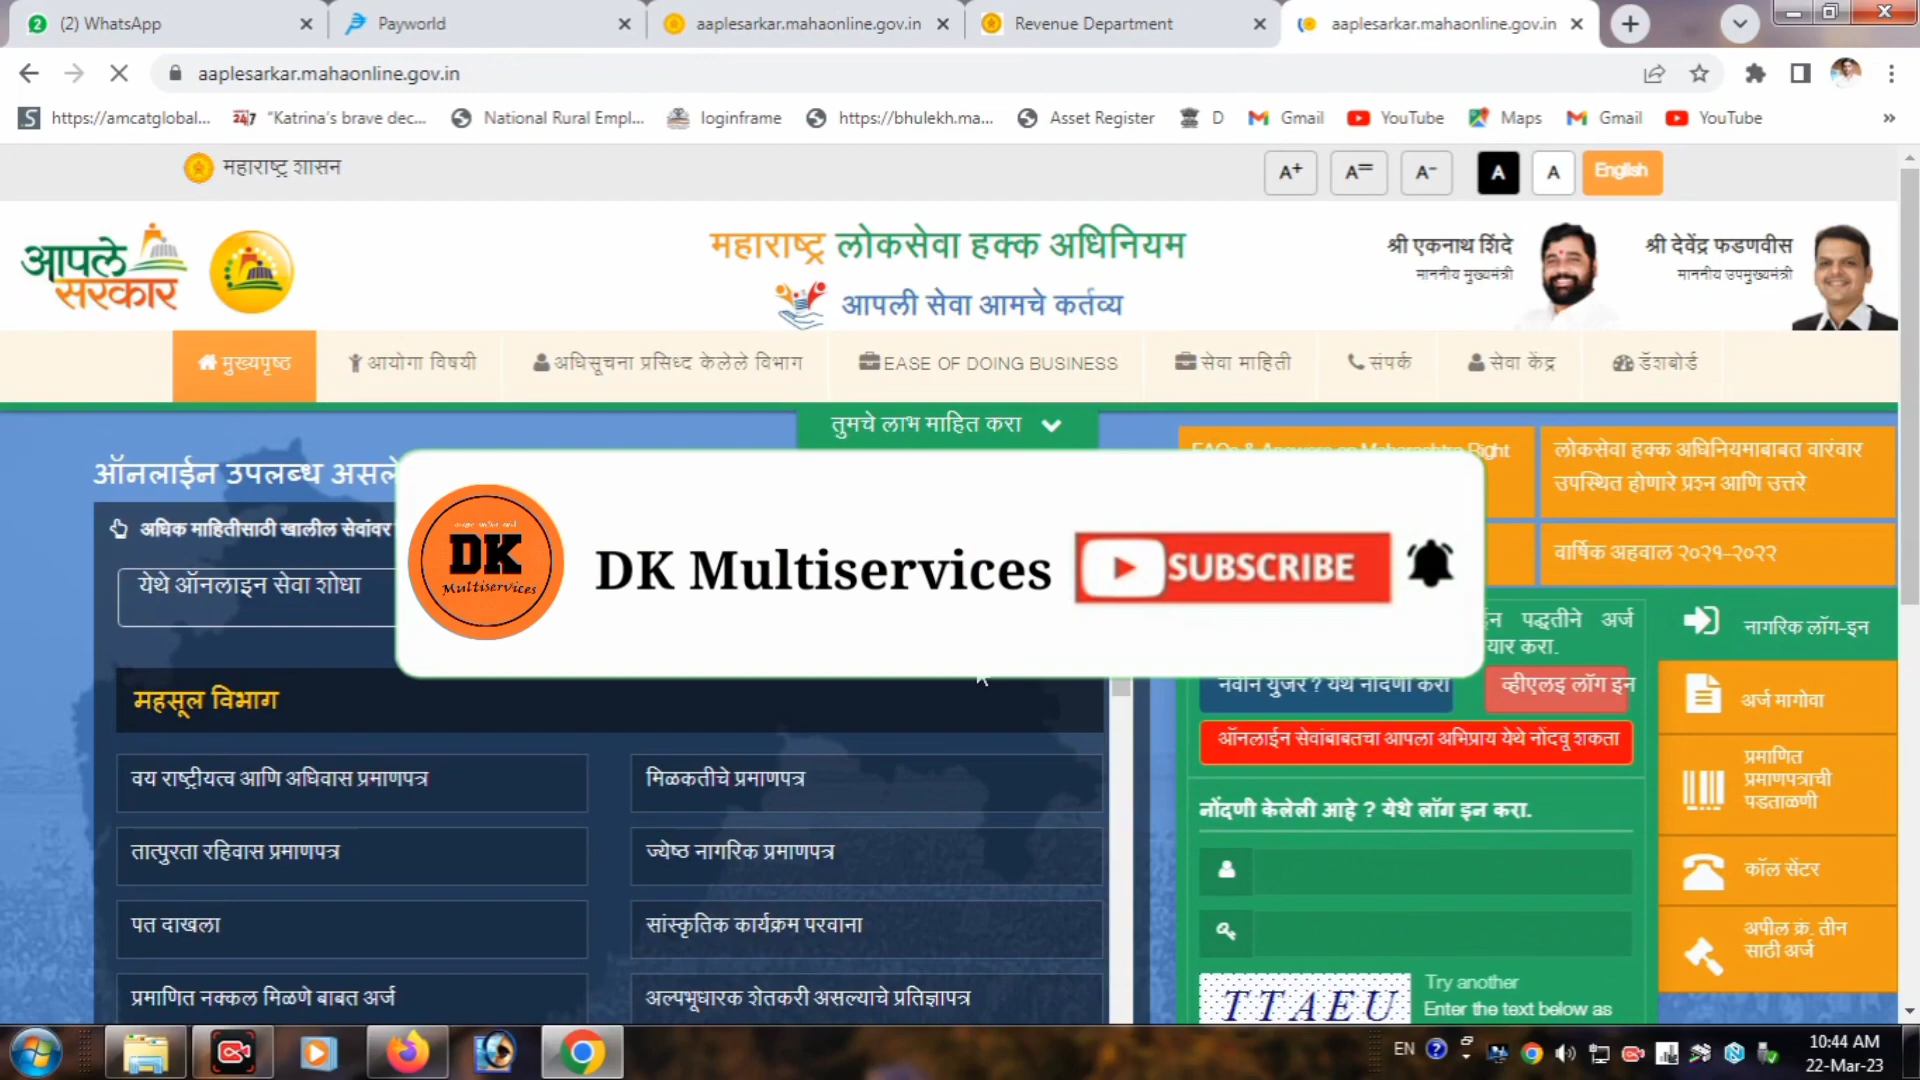 (2) WhatsApp
Payworld
aaplesarkar.mahaonline.gov.in
Revenue Department
aaplesarkar.mahaonline.gov.in
aaplesarkar.mahaonline.gov.in
https://amcatglobal...
24/7
"Katrina's brave dec...
National Rural Empl...
loginframe
https://bhulekh.ma...
Asset Register
D
Gmail
YouTube
Maps
Gmail
YouTube
»
महाराष्ट्र शासन
A+
A=
A-
A
A
English
आपले
सरकार
महाराष्ट्र लोकसेवा हक्क अधिनियम
आपली सेवा आमचे कर्तव्य
श्री एकनाथ शिंदे
माननीय मुख्यमंत्री
श्री देवेंद्र फडणवीस
माननीय उपमुख्यमंत्री
मुख्यपृष्ठ
आयोगा विषयी
अधिसूचना प्रसिध्द केलेले विभाग
EASE OF DOING BUSINESS
सेवा माहिती
संपर्क
सेवा केंद्र
डॅशबोर्ड
तुमचे लाभ माहित करा
ऑनलाईन उपलब्ध असले
अधिक माहितीसाठी खालील सेवांवर
येथे ऑनलाइन सेवा शोधा
DK
Multiservices
DK Multiservices
SUBSCRIBE
लोकसेवा हक्क अधिनियमाबाबत वारंवार
उपस्थित होणारे प्रश्न आणि उत्तरे
वार्षिक अहवाल २०२१-२०२२
पद्धतीने अर्ज
करा.
नवीन युजर ? येथे नोंदणी करा
व्हीएलइ लॉग इन
ऑनलाईन सेवांबाबतचा आपला अभिप्राय येथे नोंदवू शकता
नोंदणी केलेली आहे ? येथे लॉग इन करा.
TTAEU
Try another
Enter the text below as
नागरिक लॉग-इन
अर्ज मागोवा
प्रमाणित
प्रमाणपत्राची
पडताळणी
कॉल सेंटर
अपील क्रं. तीन
साठी अर्ज
महसूल विभाग
वय राष्ट्रीयत्व आणि अधिवास प्रमाणपत्र
मिळकतीचे प्रमाणपत्र
तात्पुरता रहिवास प्रमाणपत्र
ज्येष्ठ नागरिक प्रमाणपत्र
पत दाखला
सांस्कृतिक कार्यक्रम परवाना
प्रमाणित नक्कल मिळणे बाबत अर्ज
अल्पभूधारक शेतकरी असल्याचे प्रतिज्ञापत्र
EN
10:44 AM
22-Mar-23